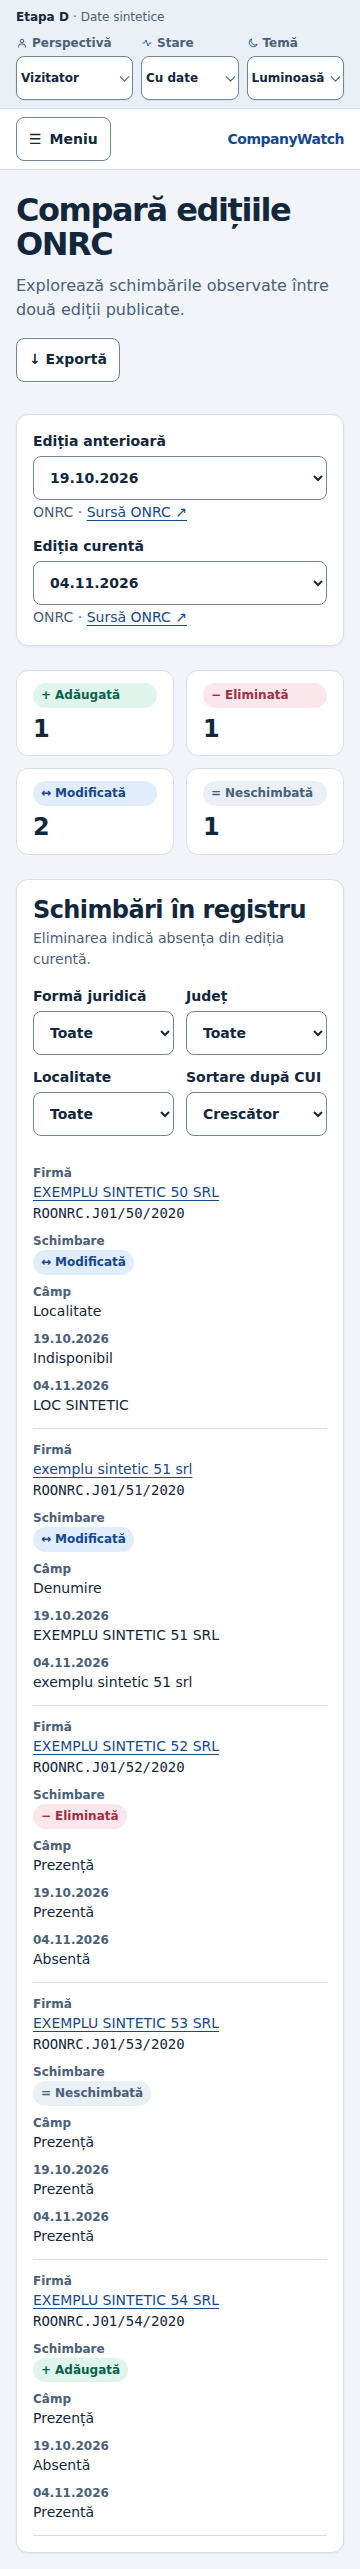 Etapa D · Date sintetice
Perspectivă Stare Temă
Vizitator Cu date Luminoasă
☰ Meniu CompanyWatch
Compară edițiile
ONRC
Explorează schimbările observate între
două ediții publicate.
↓ Exportă
Ediția anterioară
19.10.2026
ONRC · Sursă ONRC ↗
Ediția curentă
04.11.2026
ONRC · Sursă ONRC ↗
+ Adăugată − Eliminată
1 1
↔ Modificată = Neschimbată
2 1
Schimbări în registru
Eliminarea indică absența din ediția
curentă.
Formă juridică Județ
Toate Toate
Localitate Sortare după CUI
Toate Crescător
Firmă
EXEMPLU SINTETIC 50 SRL
ROONRC.J01/50/2020
Schimbare
↔ Modificată
Câmp
Localitate
19.10.2026
Indisponibil
04.11.2026
LOC SINTETIC
Firmă
exemplu sintetic 51 srl
ROONRC.J01/51/2020
Schimbare
↔ Modificată
Câmp
Denumire
19.10.2026
EXEMPLU SINTETIC 51 SRL
04.11.2026
exemplu sintetic 51 srl
Firmă
EXEMPLU SINTETIC 52 SRL
ROONRC.J01/52/2020
Schimbare
− Eliminată
Câmp
Prezență
19.10.2026
Prezentă
04.11.2026
Absentă
Firmă
EXEMPLU SINTETIC 53 SRL
ROONRC.J01/53/2020
Schimbare
= Neschimbată
Câmp
Prezență
19.10.2026
Prezentă
04.11.2026
Prezentă
Firmă
EXEMPLU SINTETIC 54 SRL
ROONRC.J01/54/2020
Schimbare
+ Adăugată
Câmp
Prezență
19.10.2026
Absentă
04.11.2026
Prezentă